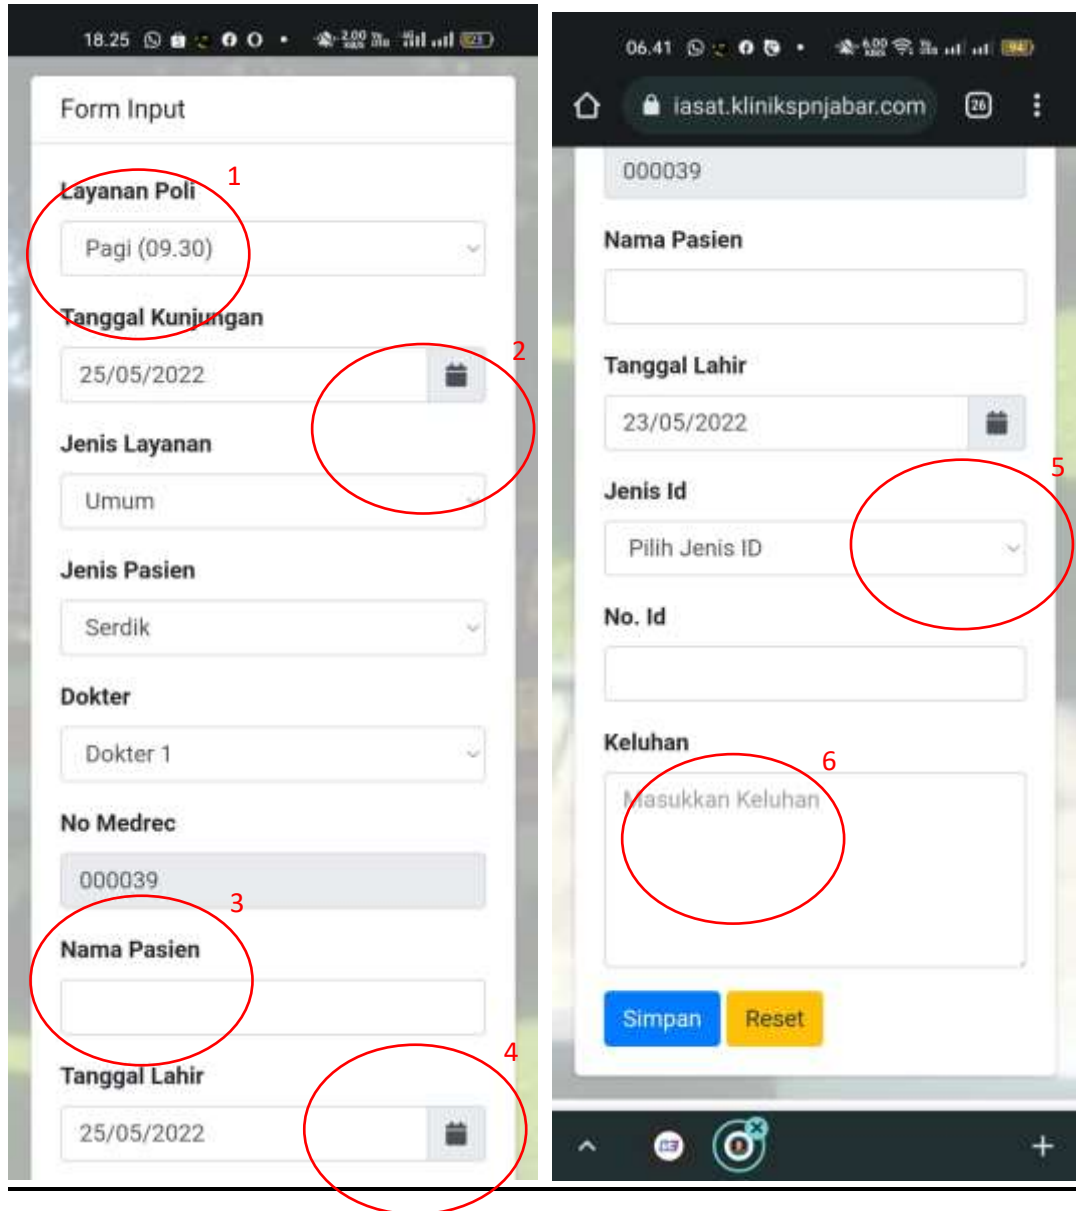 18.25
Form Input
1
Layanan Poli
Pagi (09.30)
Tanggal Kunjungan
2
25/05/2022
Jenis Layanan
Umum
Jenis Pasien
Serdik
Dokter
Dokter 1
No Medrec
000039
3
Nama Pasien
4
Tanggal Lahir
25/05/2022
06.41
iasat.klinikspnjabar.com
26
000039
Nama Pasien
Tanggal Lahir
23/05/2022
5
Jenis Id
Pilih Jenis ID
No. Id
Keluhan
6
Masukkan Keluhan
Simpan Reset